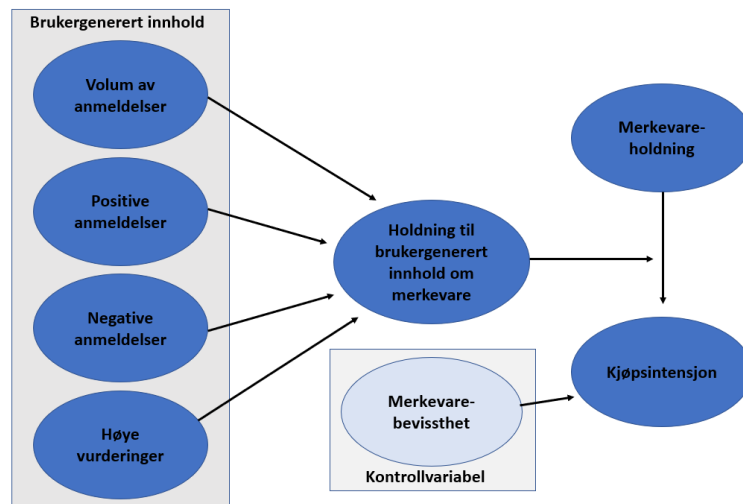 Brukergenerert innhold
Volum av
anmeldelser
Positive
anmeldelser
Negative
anmeldelser
Høye
vurderinger
Holdning til
brukergenerert
innhold om
merkevare
Merkevare-
holdning
Kjøpsintensjon
Merkevare-
bevissthet
Kontrollvariabel